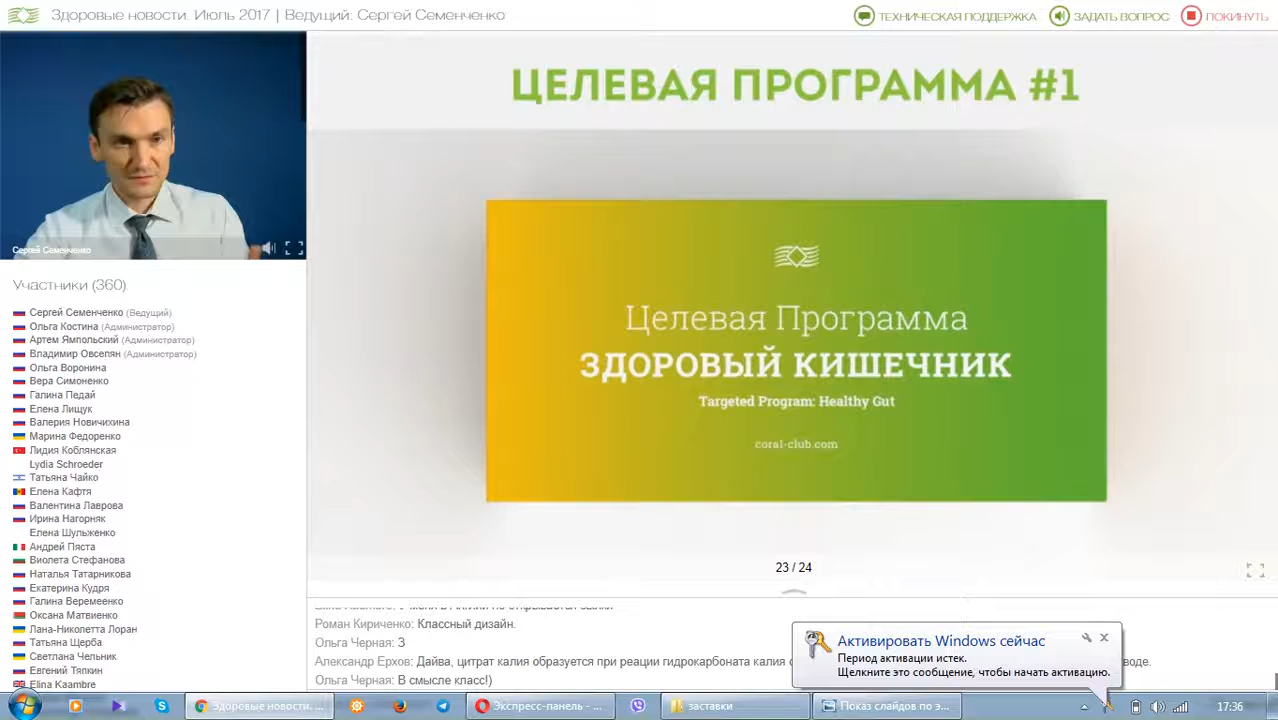 Здоровые новости. Июль 2017 | Ведущий: Сергей Семенченко
ТЕХНИЧЕСКАЯ ПОДДЕРЖКА
ЗАДАТЬ ВОПРОС
ПОКИНУТЬ
Сергей Семенченко
Участники (360)
Сергей Семенченко (Ведущий)
Ольга Костина (Администратор)
Артем Ямпольский (Администратор)
Владимир Овсепян (Администратор)
Ольга Воронина
Вера Симоненко
Галина Педай
Елена Лищук
Валерия Новичихина
Марина Федоренко
Лидия Коблянская
Lydia Schroeder
Татьяна Чайко
Елена Кафтя
Валентина Лаврова
Ирина Нагорняк
Елена Шульженко
Андрей Пяста
Виолета Стефанова
Наталья Татарникова
Екатерина Кудря
Галина Веремеенко
Оксана Матвиенко
Лана-Николетта Лоран
Татьяна Щерба
Светлана Чельник
Евгений Тяпкин
Elina Kaambre
ЦЕЛЕВАЯ ПРОГРАММА #1
Целевая Программа
ЗДОРОВЫЙ КИШЕЧНИК
Targeted Program: Healthy Gut
coral-club.com
23 / 24
Роман Кириченко: Классный дизайн.
Ольга Черная: 3
Александр Ерхов: Дайва, цитрат калия образуется при реакции гидрокарбоната калия воде.
Ольга Черная: В смысле класс!)
Активировать Windows сейчас
Период активации истек.
Щелкните это сообщение, чтобы начать активацию.
Здоровые новости. ...
Экспресс-панель - ...
заставки
Показ слайдов по э...
17:36